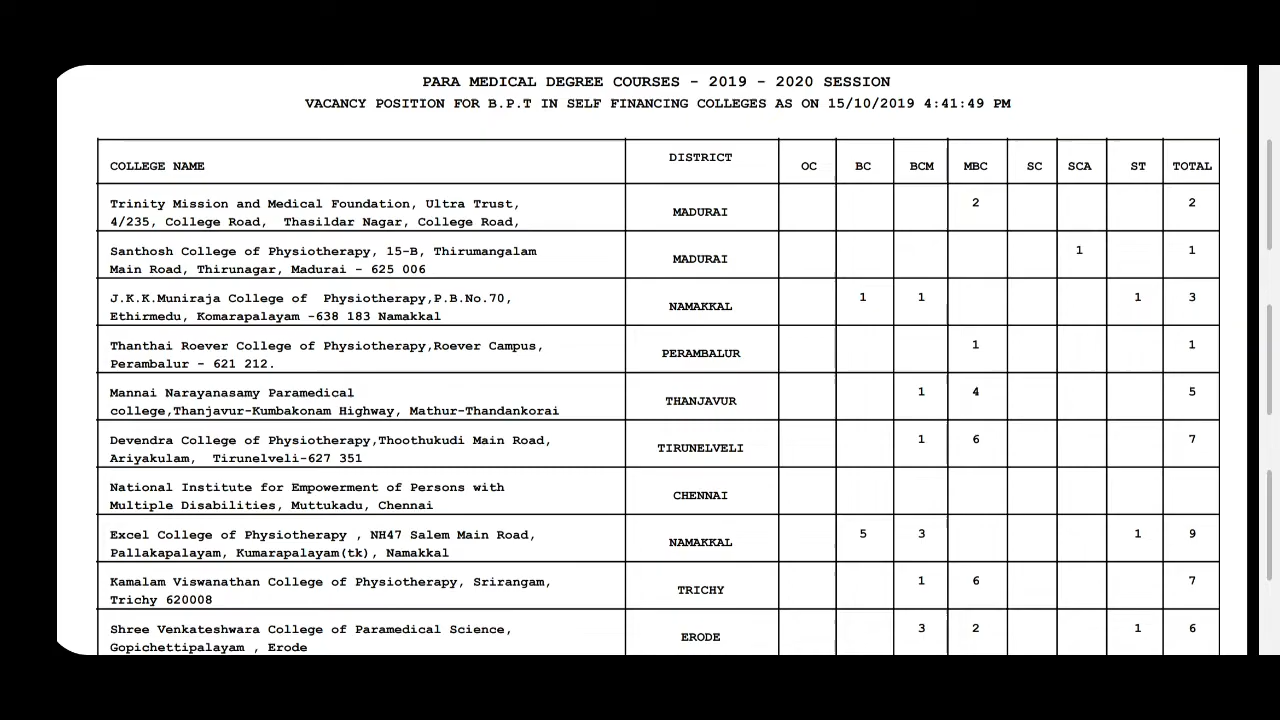 PARA MEDICAL DEGREE COURSES - 2019 - 2020 SESSION
VACANCY POSITION FOR B.P.T IN SELF FINANCING COLLEGES AS ON 15/10/2019 4:41:49 PM
COLLEGE NAME DISTRICT OC BC BCM MBC SC SCA ST TOTAL
Trinity Mission and Medical Foundation, Ultra Trust,
4/235, College Road,  Thasildar Nagar, College Road,
MADURAI 2 2
Santhosh College of Physiotherapy, 15-B, Thirumangalam
Main Road, Thirunagar, Madurai - 625 006
MADURAI 1 1
J.K.K.Muniraja College of  Physiotherapy,P.B.No.70,
Ethirmedu, Komarapalayam -638 183 Namakkal
NAMAKKAL 1 1 1 3
Thanthai Roever College of Physiotherapy,Roever Campus,
Perambalur - 621 212.
PERAMBALUR 1 1
Mannai Narayanasamy Paramedical
college,Thanjavur-Kumbakonam Highway, Mathur-Thandankorai
THANJAVUR 1 4 5
Devendra College of Physiotherapy,Thoothukudi Main Road,
Ariyakulam,  Tirunelveli-627 351
TIRUNELVELI 1 6 7
National Institute for Empowerment of Persons with
Multiple Disabilities, Muttukadu, Chennai
CHENNAI
Excel College of Physiotherapy , NH47 Salem Main Road,
Pallakapalayam, Kumarapalayam(tk), Namakkal
NAMAKKAL 5 3 1 9
Kamalam Viswanathan College of Physiotherapy, Srirangam,
Trichy 620008
TRICHY 1 6 7
Shree Venkateshwara College of Paramedical Science,
Gopichettipalayam , Erode
ERODE 3 2 1 6